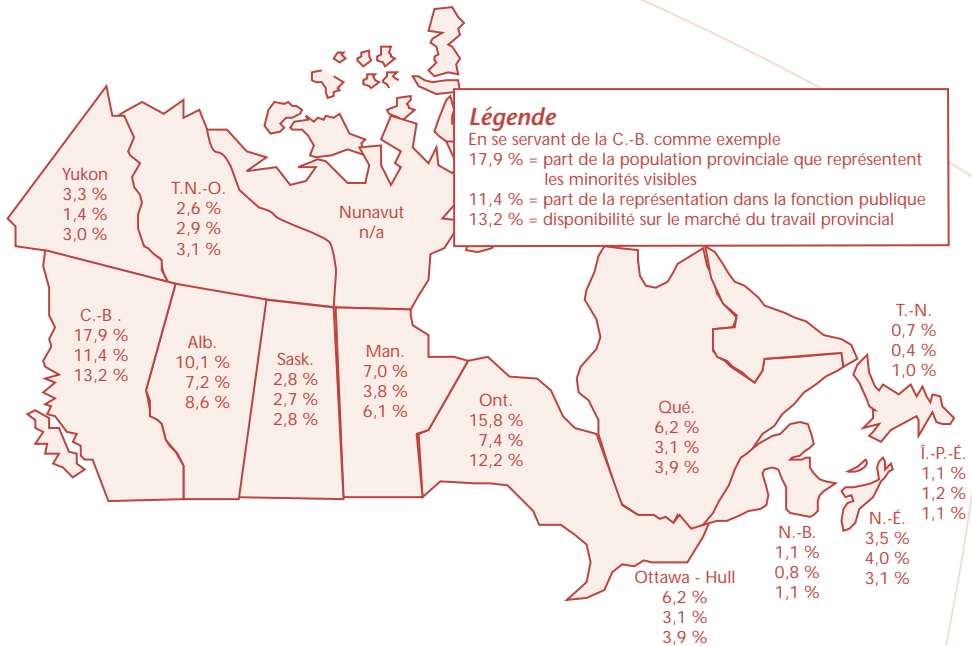 Légende
En se servant de la C.-B. comme exemple
17,9 % = part de la population provinciale que représentent
les minorités visibles
11,4 % = part de la représentation dans la fonction publique
13,2 % = disponibilité sur le marché du travail provincial
Yukon
3,3 %
1,4 %
3,0 %
T.N.-O.
2,6 %
2,9 %
3,1 %
Nunavut
n/a
C.-B .
17,9 %
11,4 %
13,2 %
Alb.
10,1 %
7,2 %
8,6 %
Sask.
2,8 %
2,7 %
2,8 %
Man.
7,0 %
3,8 %
6,1 %
Ont.
15,8 %
7,4 %
12,2 %
Qué.
6,2 %
3,1 %
3,9 %
T.-N.
0,7 %
0,4 %
1,0 %
Î.-P.-É.
1,1 %
1,2 %
1,1 %
N.-É.
3,5 %
4,0 %
3,1 %
N.-B.
1,1 %
0,8 %
1,1 %
Ottawa - Hull
6,2 %
3,1 %
3,9 %